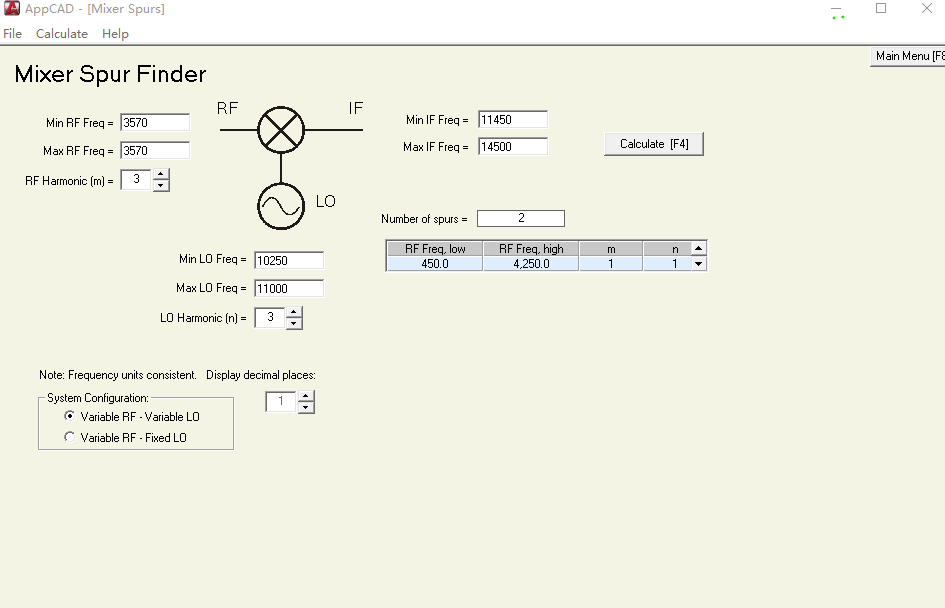 AppCAD - [Mixer Spurs]
File Calculate Help
Main Menu [F8
Mixer Spur Finder
RF IF
Min RF Freq = 3570
Min IF Freq = 11450
Max RF Freq = 3570
Max IF Freq = 14500
Calculate [F4]
RF Harmonic (m) = 3
LO
Number of spurs = 2
RF Freq, low RF Freq, high m n
450.0 4,250.0 1 1
Min LO Freq = 10250
Max LO Freq = 11000
LO Harmonic (n) = 3
Note: Frequency units consistent. Display decimal places:
1
System Configuration:
Variable RF - Variable LO
Variable RF - Fixed LO